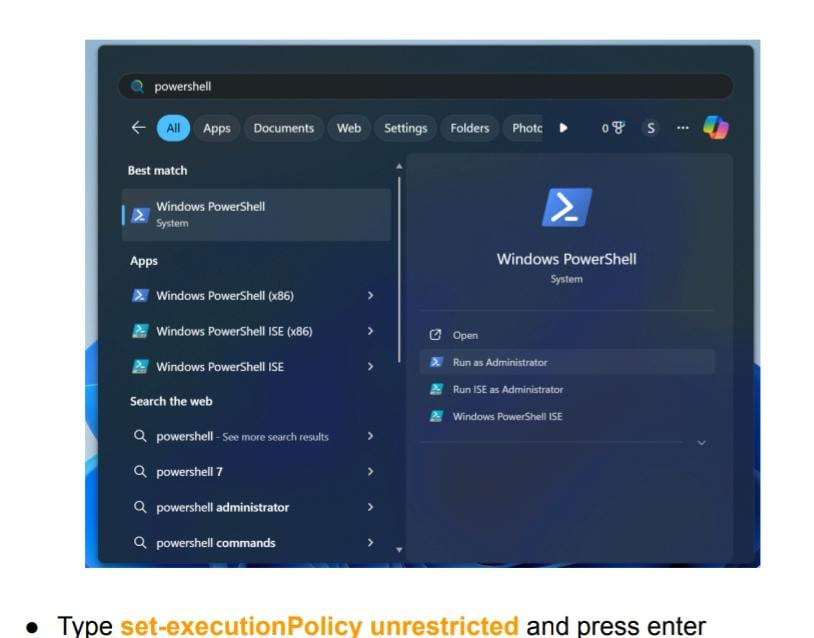 powershell
All Apps Documents Web Settings Folders Photo 0 S ...
Best match
Windows PowerShell
System
Apps
Windows PowerShell (x86)
Windows PowerShell ISE (x86)
Windows PowerShell ISE
Search the web
powershell - See more search results
powershell 7
powershell administrator
powershell commands
Windows PowerShell
System
Open
Run as Administrator
Run ISE as Administrator
Windows PowerShell ISE
● Type set-executionPolicy unrestricted and press enter